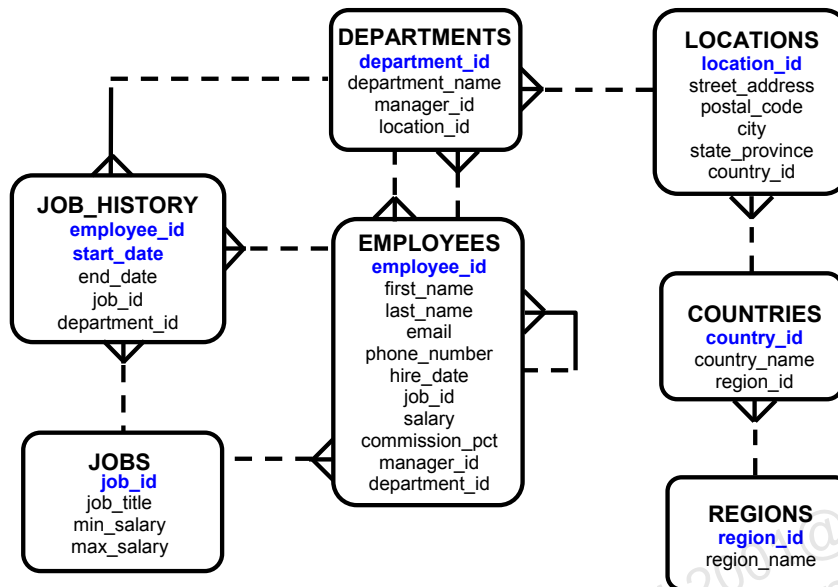 DEPARTMENTS
department_id
department_name
manager_id
location_id
LOCATIONS
location_id
street_address
postal_code
city
state_province
country_id
JOB_HISTORY
employee_id
start_date
end_date
job_id
department_id
EMPLOYEES
employee_id
first_name
last_name
email
phone_number
hire_date
job_id
salary
commission_pct
manager_id
department_id
COUNTRIES
country_id
country_name
region_id
JOBS
job_id
job_title
min_salary
max_salary
REGIONS
region_id
region_name